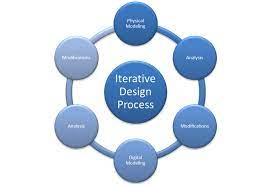 Physical
Modeling
Analysis
Modifications
Digital
Modeling
Analysis
Modifications
Iterative
Design
Process